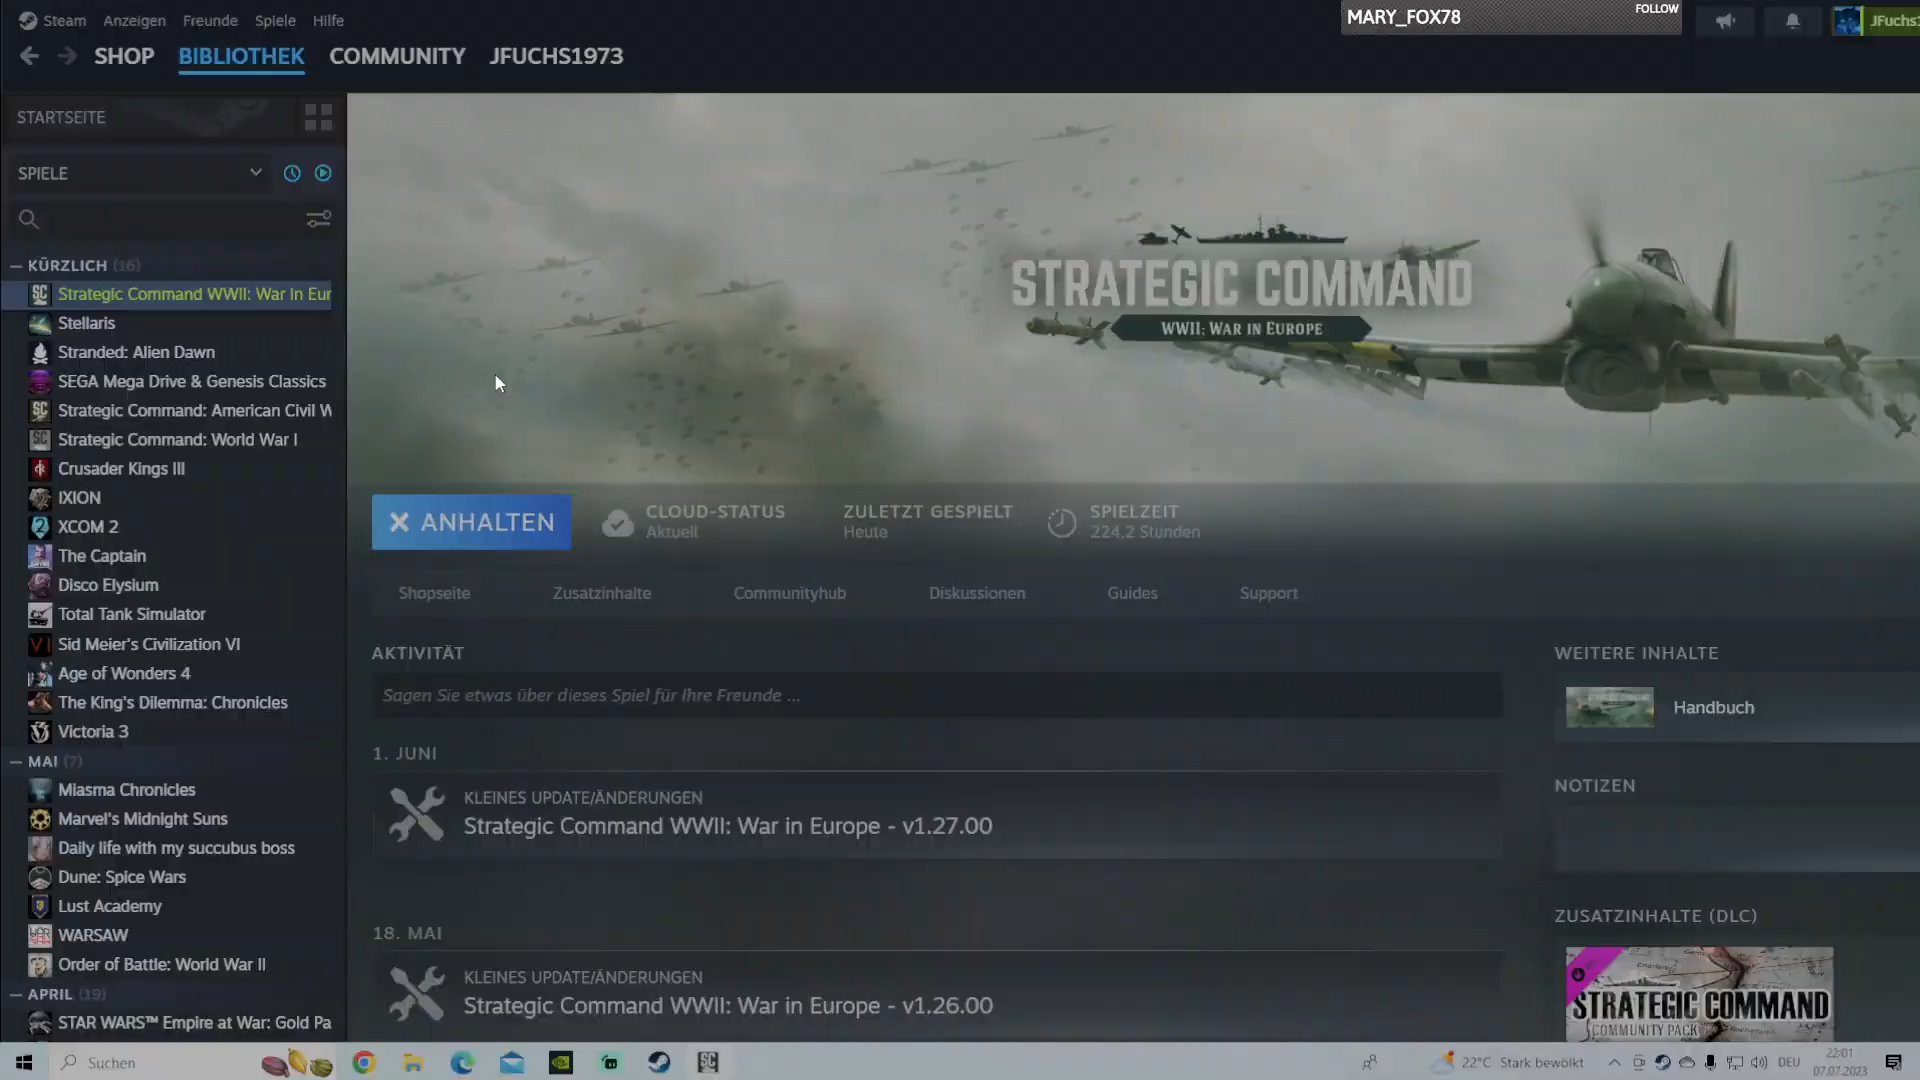 Steam Anzeigen Freunde Spiele Hilfe
MARY_FOX78 FOLLOW
JFuchs1
SHOP BIBLIOTHEK COMMUNITY JFUCHS1973
STARTSEITE
SPIELE
— KÜRZLICH (16)
Strategic Command WWII: War in Eur
Stellaris
Stranded: Alien Dawn
SEGA Mega Drive & Genesis Classics
Strategic Command: American Civil W
Strategic Command: World War I
Crusader Kings III
IXION
XCOM 2
The Captain
Disco Elysium
Total Tank Simulator
Sid Meier's Civilization VI
Age of Wonders 4
The King's Dilemma: Chronicles
Victoria 3
— MAI (7)
Miasma Chronicles
Marvel's Midnight Suns
Daily life with my succubus boss
Dune: Spice Wars
Lust Academy
WARSAW
Order of Battle: World War II
— APRIL (19)
STAR WARS™ Empire at War: Gold Pa
STRATEGIC COMMAND
WWII: WAR IN EUROPE
ANHALTEN
CLOUD-STATUS
Aktuell
ZULETZT GESPIELT
Heute
SPIELZEIT
224,2 Stunden
Shopseite Zusatzinhalte Communityhub Diskussionen Guides Support
AKTIVITÄT
Sagen Sie etwas über dieses Spiel für Ihre Freunde ...
1. JUNI
KLEINES UPDATE/ÄNDERUNGEN
Strategic Command WWII: War in Europe - v1.27.00
18. MAI
KLEINES UPDATE/ÄNDERUNGEN
Strategic Command WWII: War in Europe - v1.26.00
WEITERE INHALTE
Handbuch
NOTIZEN
ZUSATZINHALTE (DLC)
STRATEGIC COMMAND
COMMUNITY PACK
Suchen
SC
22°C Stark bewölkt
DEU
22:01
07.07.2023